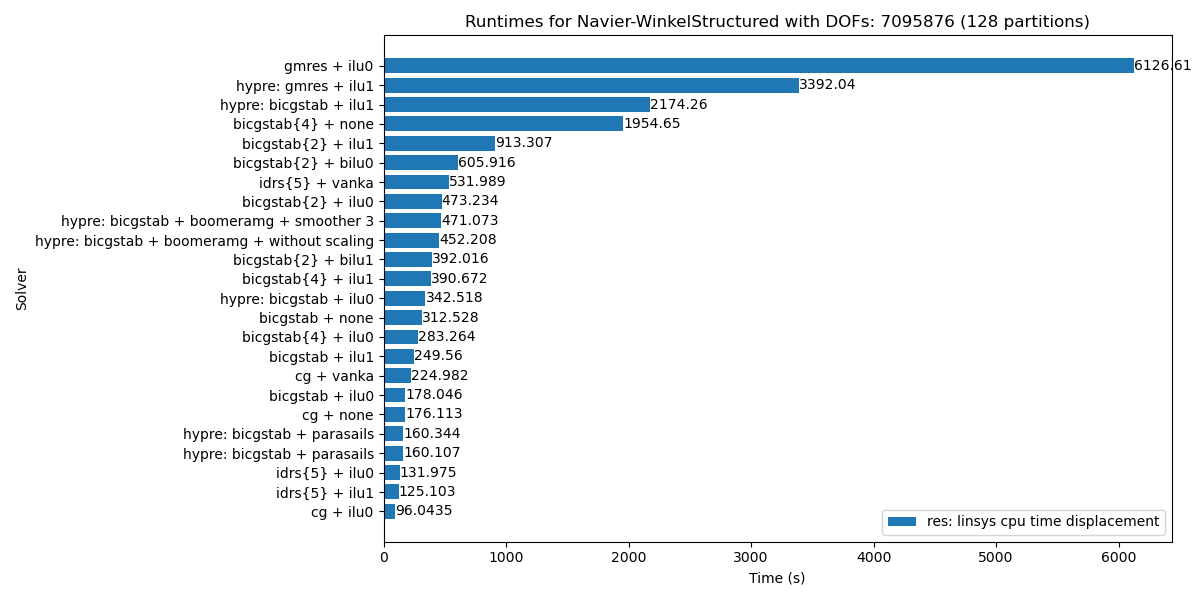 Runtimes for Navier-WinkelStructured with DOFs: 7095876 (128 partitions)
gmres + ilu0 6126.61
hypre: gmres + ilu1 3392.04
hypre: bicgstab + ilu1 2174.26
bicgstab{4} + none 1954.65
bicgstab{2} + ilu1 913.307
bicgstab{2} + bilu0 605.916
idrs{5} + vanka 531.989
bicgstab{2} + ilu0 473.234
hypre: bicgstab + boomeramg + smoother 3 471.073
hypre: bicgstab + boomeramg + without scaling 452.208
bicgstab{2} + bilu1 392.016
bicgstab{4} + ilu1 390.672
hypre: bicgstab + ilu0 342.518
bicgstab + none 312.528
bicgstab{4} + ilu0 283.264
bicgstab + ilu1 249.56
cg + vanka 224.982
bicgstab + ilu0 178.046
cg + none 176.113
hypre: bicgstab + parasails 160.344
hypre: bicgstab + parasails 160.107
idrs{5} + ilu0 131.975
idrs{5} + ilu1 125.103
cg + ilu0 96.0435
Solver
res: linsys cpu time displacement
0 1000 2000 3000 4000 5000 6000
Time (s)